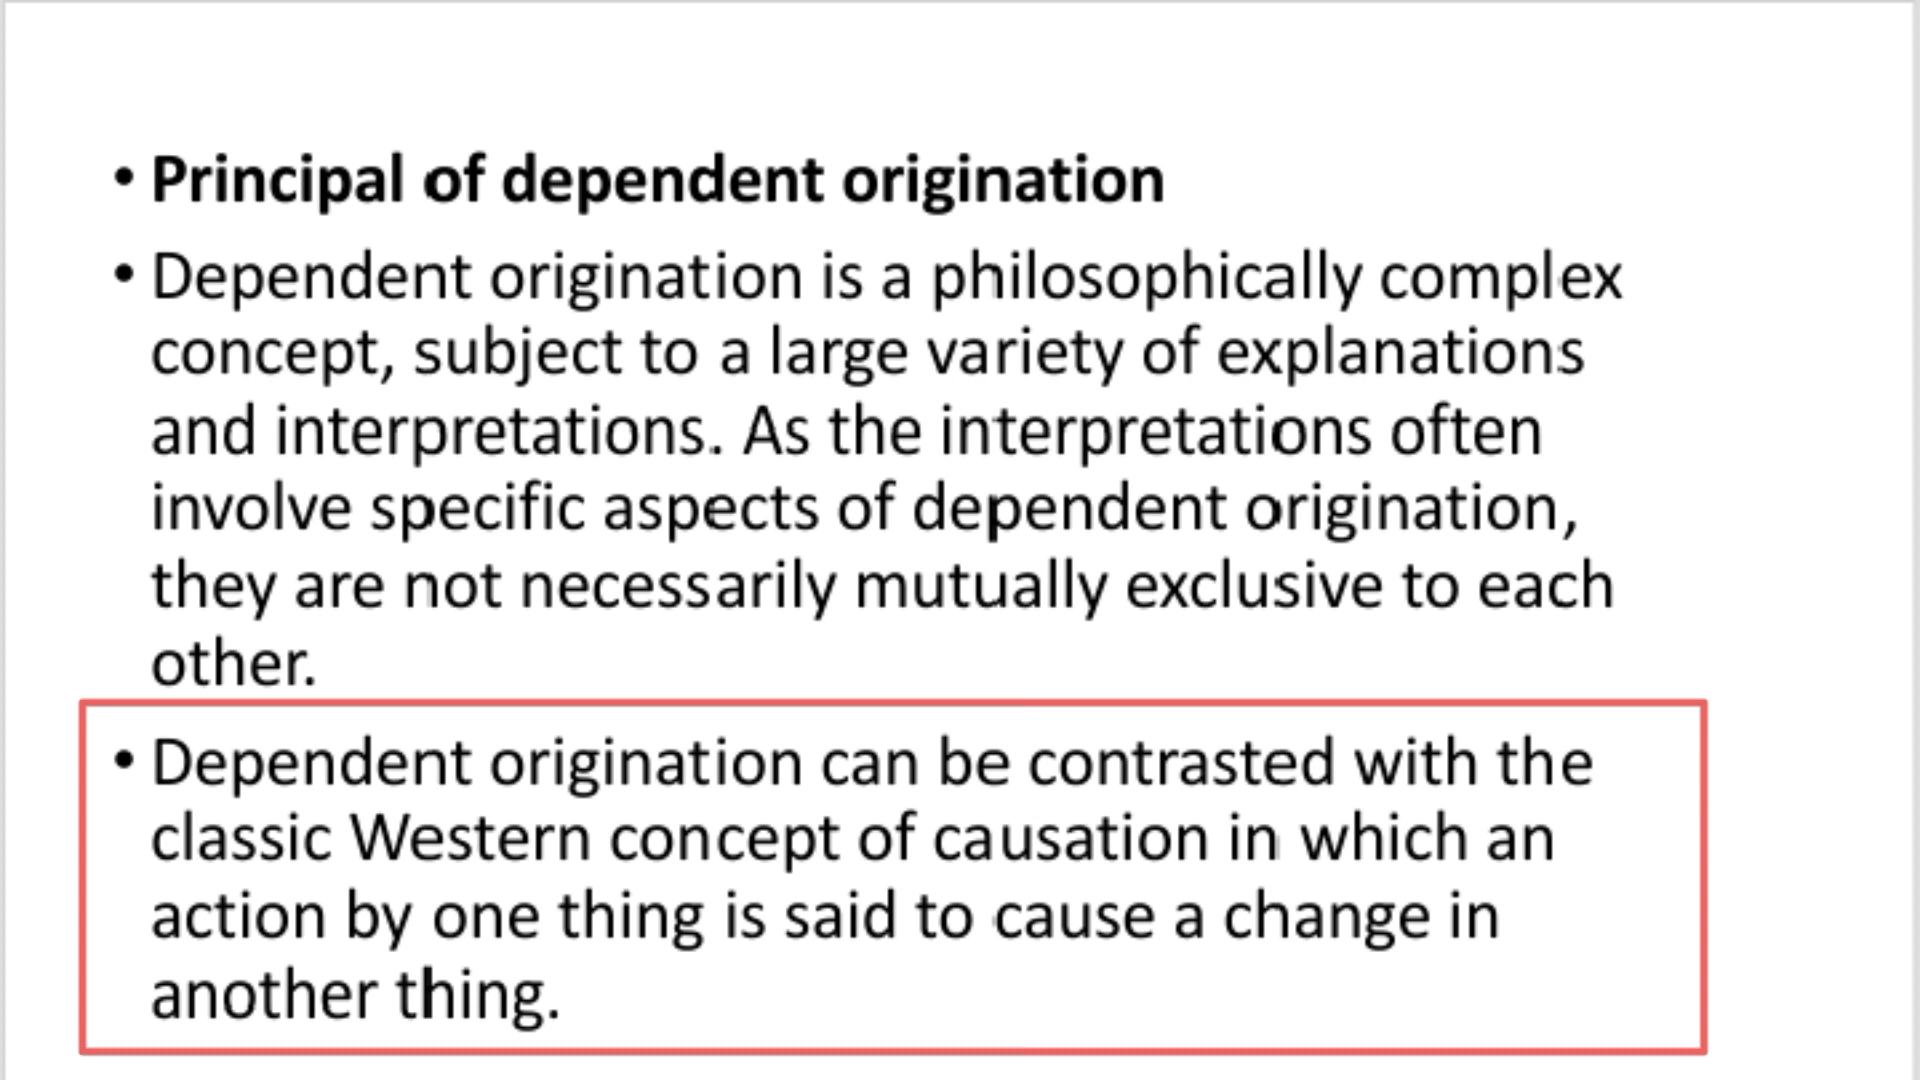 • Principal of dependent origination
• Dependent origination is a philosophically complex
concept, subject to a large variety of explanations
and interpretations. As the interpretations often
involve specific aspects of dependent origination,
they are not necessarily mutually exclusive to each
other.
• Dependent origination can be contrasted with the
classic Western concept of causation in which an
action by one thing is said to cause a change in
another thing.